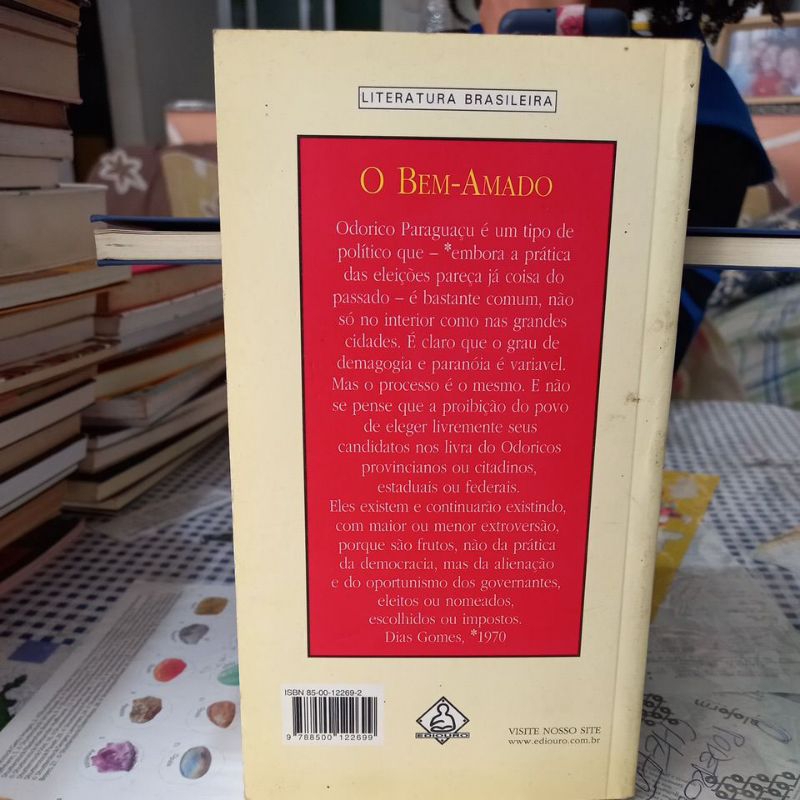 LITERATURA BRASILEIRA
O BEM-AMADO
Odorico Paraguaçu é um tipo de
político que – *embora a prática
das eleições pareça já coisa do
passado – é bastante comum, não
só no interior como nas grandes
cidades. É claro que o grau de
demagogia e paranóia é variavel.
Mas o processo é o mesmo. E não
se pense que a proibição do povo
de eleger livremente seus
candidatos nos livra do Odoricos
provincianos ou citadinos,
estaduais ou federais.
Eles existem e continuarão existindo,
com maior ou menor extroversão,
porque são frutos, não da prática
da democracia, mas da alienação
e do oportunismo dos governantes,
eleitos ou nomeados,
escolhidos ou impostos.
Dias Gomes, *1970
ISBN 85-00-12269-2
9 788500 122699
EDIOURO
VISITE NOSSO SITE
www.ediouro.com.br